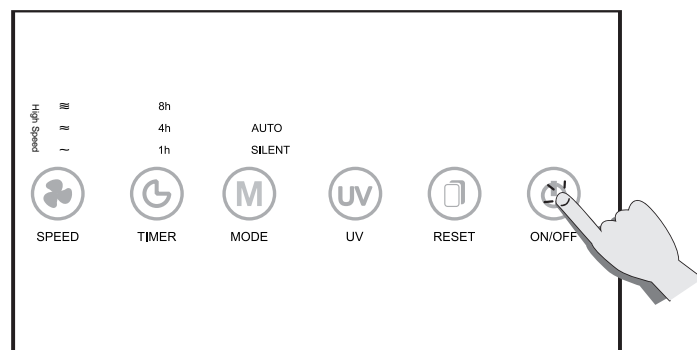 High Speed
8h
4h AUTO
1h SILENT
M UV
SPEED TIMER MODE UV RESET ON/OFF